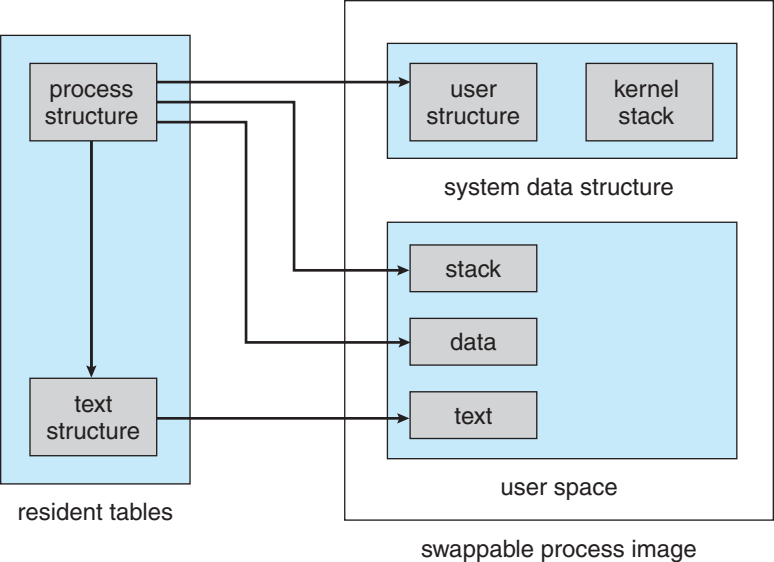 process
structure
user
structure
kernel
stack
system data structure
stack
data
text
structure
text
user space
resident tables
swappable process image